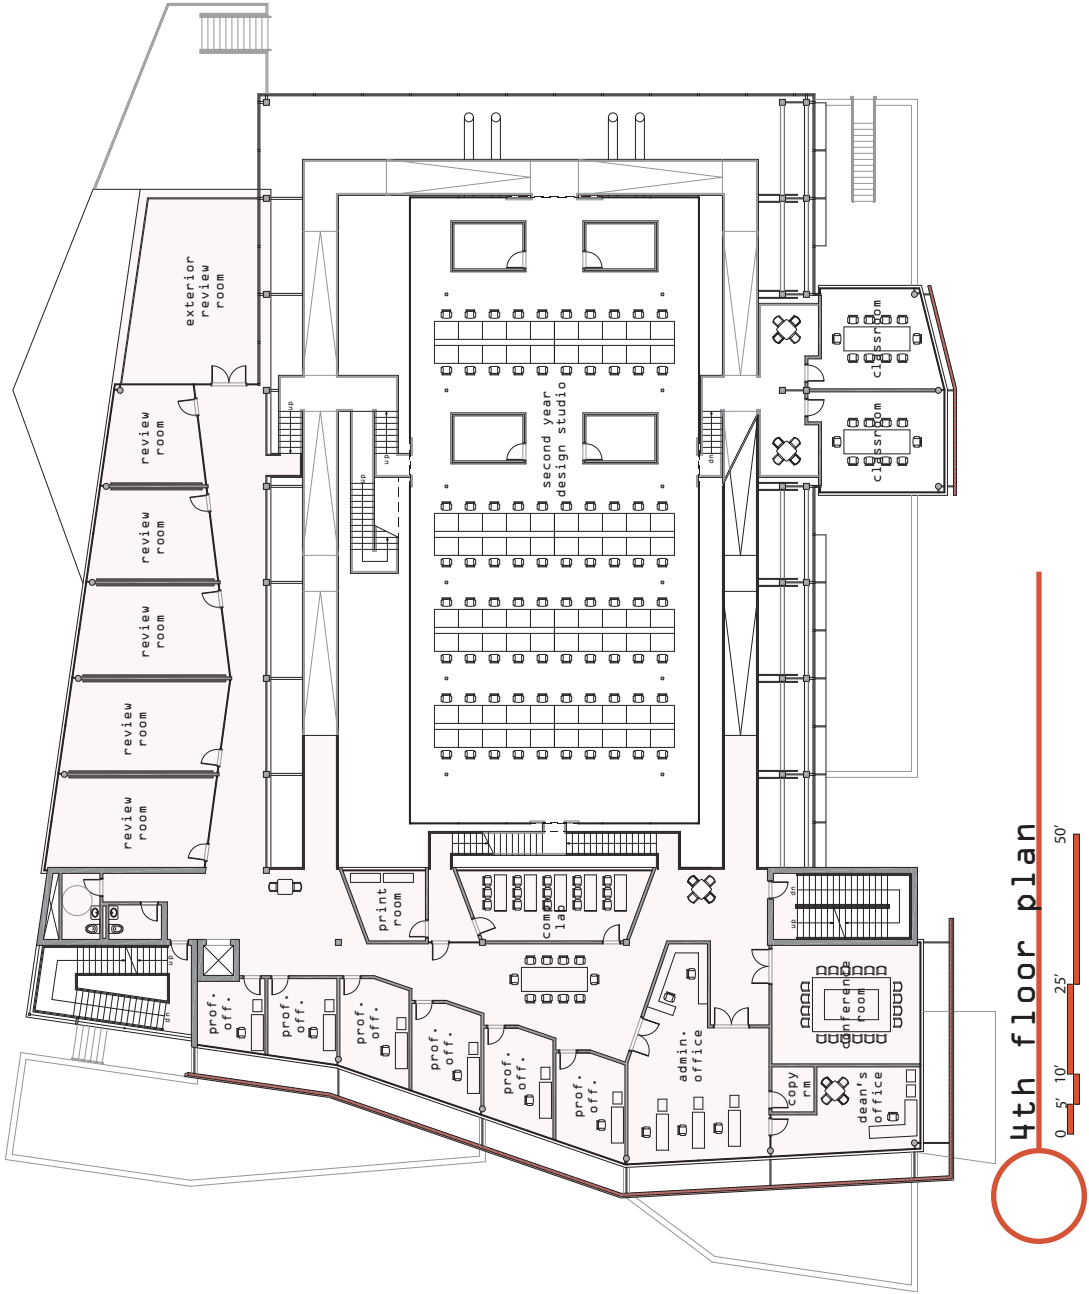 exterior
review
room
review
room
review
room
review
room
review
room
review
room
second year
design studio
classroom
classroom
up
up
up
dn
print
room
comp
lab
dn
up
up
dn
prof.
off.
prof.
off.
prof.
off.
prof.
off.
prof.
off.
prof.
off.
admin.
office
conference
room
copy
rm
dean's
office
4th floor plan
0
5'
10'
25'
50'